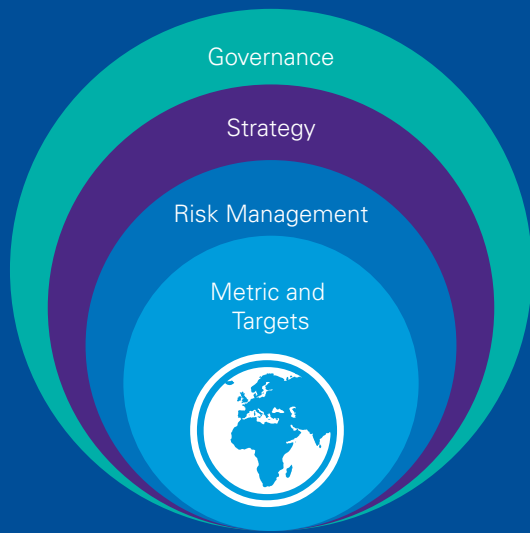 Governance
Strategy
Risk Management
Metric and
Targets